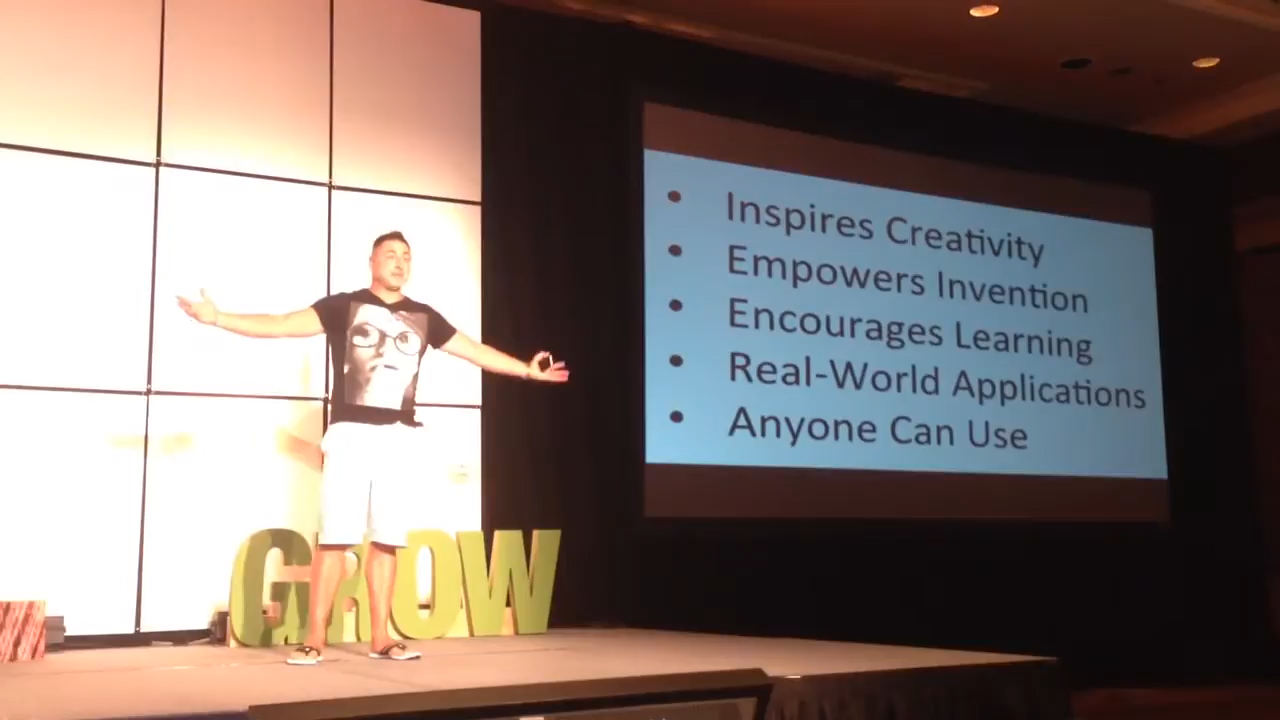 Inspires Creativity
Empowers Invention
Encourages Learning
Real-World Applications
Anyone Can Use
GROW